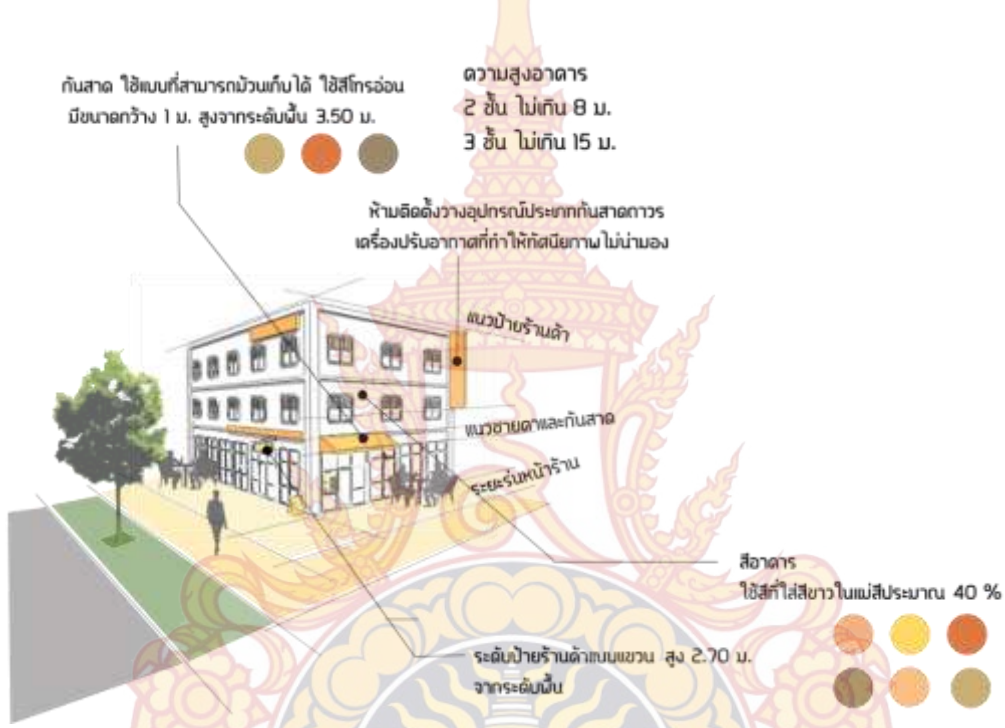 กันสาด ใช้แบบที่สามารถม้วนเก็บได้ ใช้สีโทรอ่อน
มีขนาดกว้าง 1 ม. สูงจากระดับพื้น 3.50 ม.
ความสูงอาคาร
2 ชั้น ไม่เกิน 8 ม.
3 ชั้น ไม่เกิน 15 ม.
ห้ามติดตั้งวางอุปกรณ์ประเภทกันสาดถาวร
เครื่องปรับอากาศที่ทำให้ทัศนียภาพไม่น่ามอง
แนวป้ายร้านค้า
แนวชายคาและกันสาด
ระยะร่นหน้าร้าน
สีอาคาร
ใช้สีที่ใส่สีขาวในแม่สีประมาณ 40 %
ระดับป้ายร้านค้าแบบแขวน สูง 2.70 ม.
จากระดับพื้น